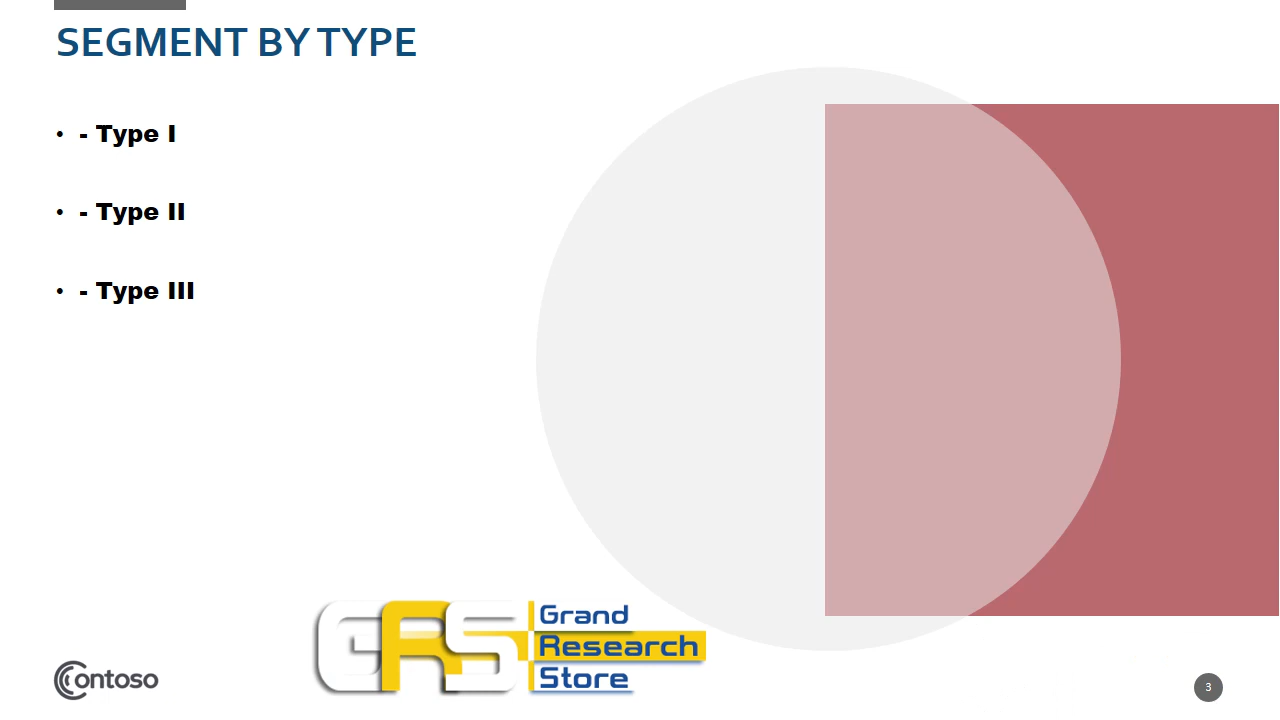 SEGMENT BY TYPE
• - Type I
• - Type II
• - Type III
GRS
Grand
Research
Store
Contoso
3